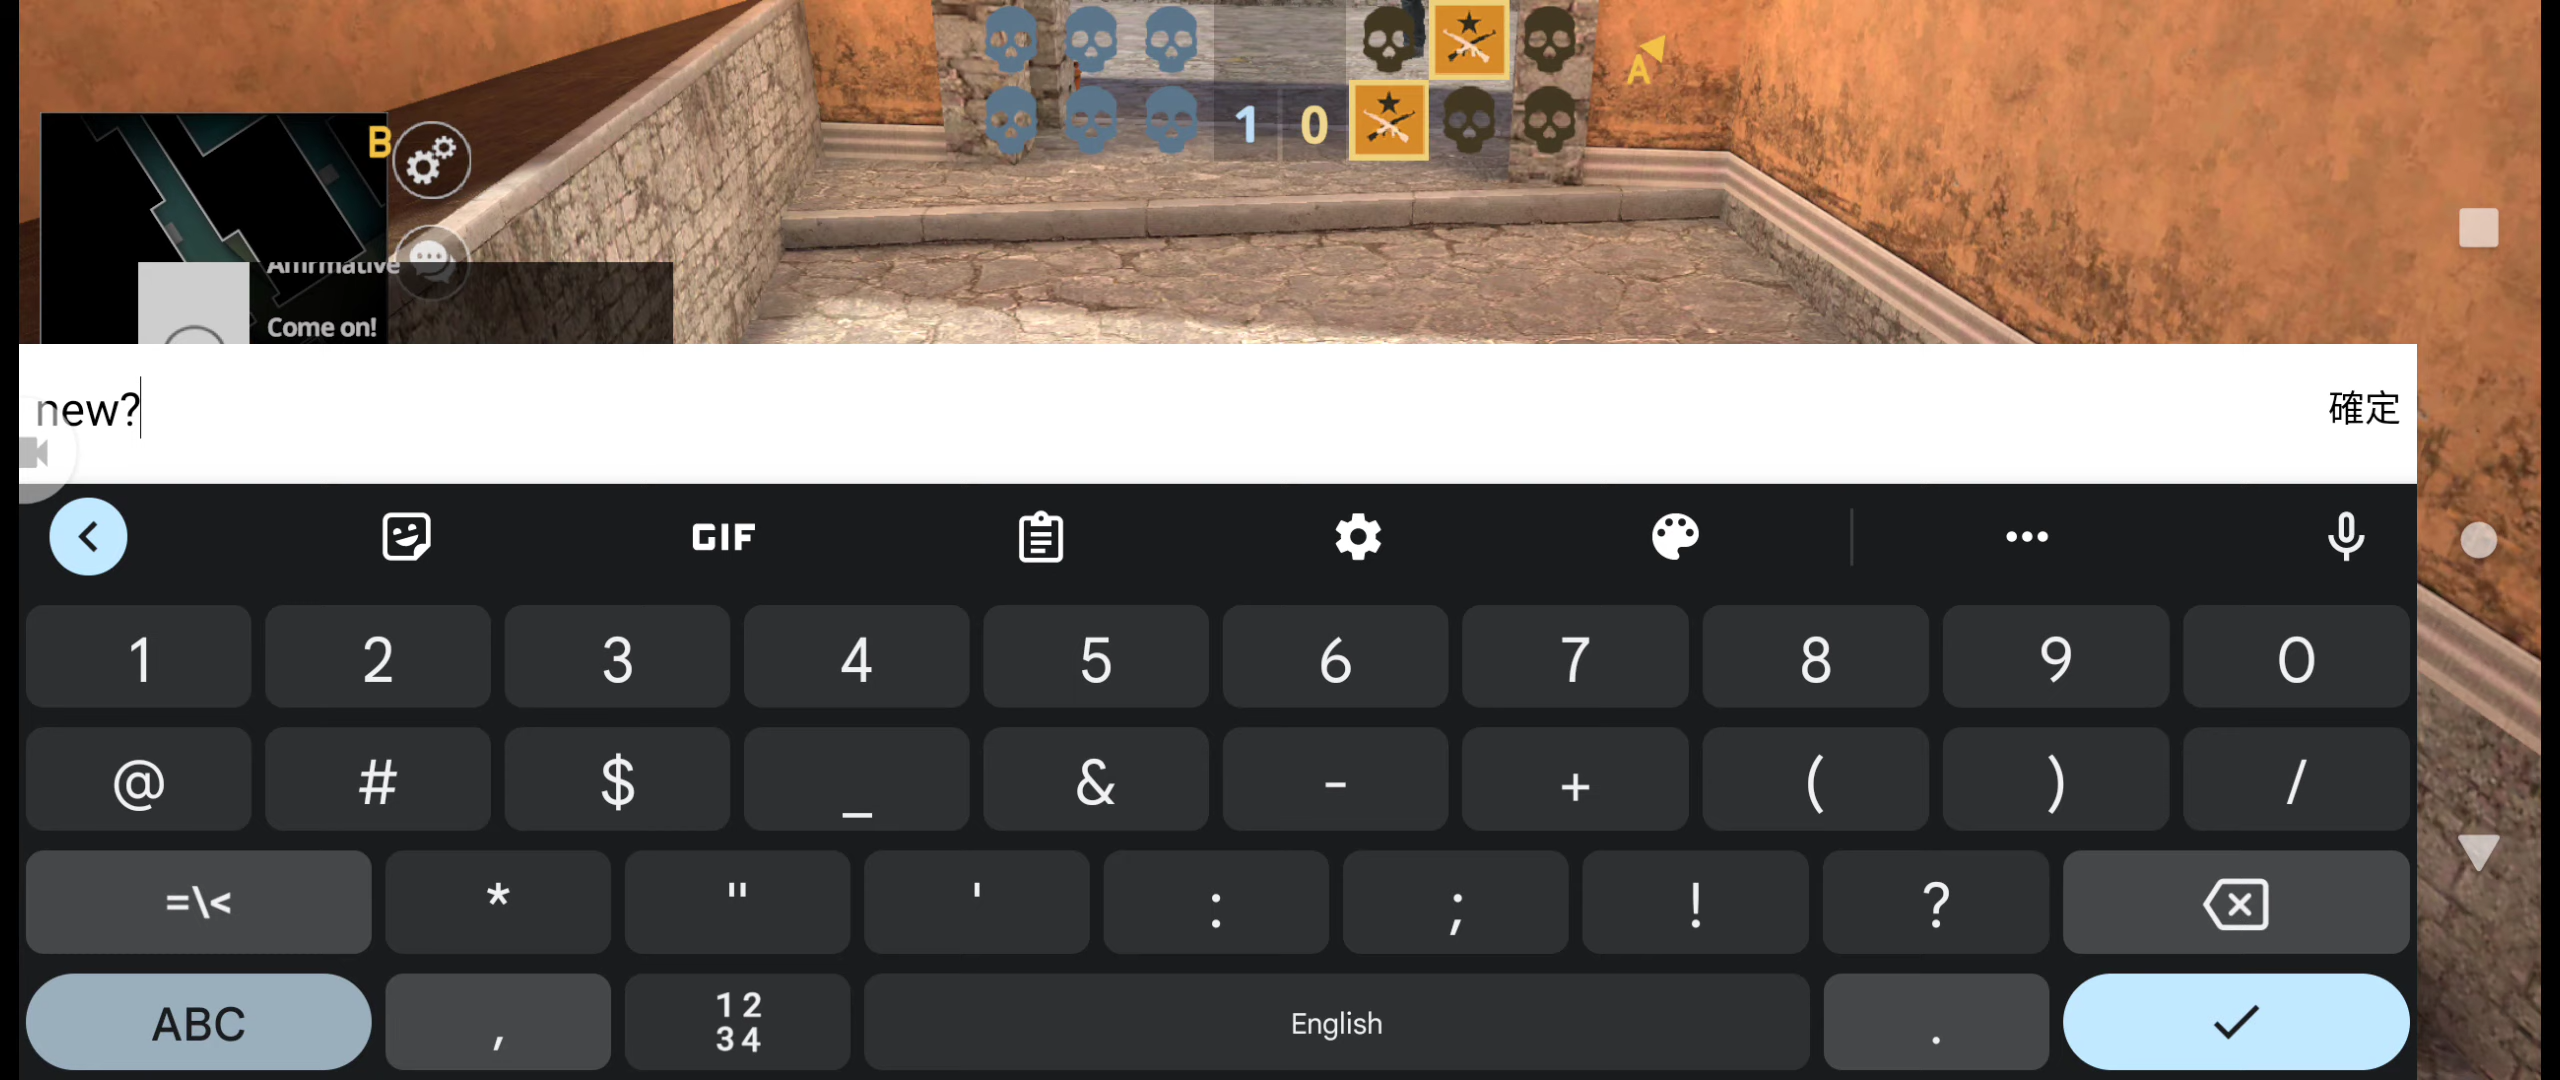 A
B
1 0
Affirmative
Come on!
new?
確定
GIF
1 2 3 4 5 6 7 8 9 0
@ # $ _ & - + ( ) /
=\< * " ' : ; ! ?
ABC , 12 English .
34